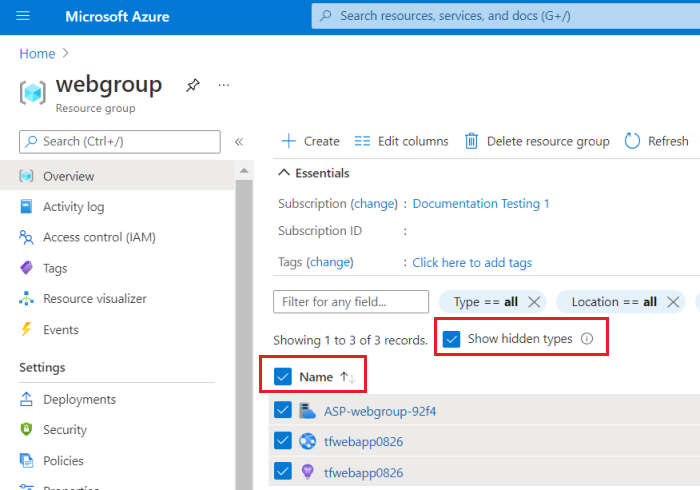 Microsoft Azure
Search resources, services, and docs (G+/)
Home
webgroup
...
Resource group
Search (Ctrl+/)
«
Overview
Activity log
Access control (IAM)
Tags
Resource visualizer
Events
Settings
Deployments
Security
Policies
Properties
Create
Edit columns
Delete resource group
Refresh
Essentials
Subscription (change) : Documentation Testing 1
Subscription ID :
Tags (change) : Click here to add tags
Filter for any field...
Type == all
Location == all
Showing 1 to 3 of 3 records.
Show hidden types
Name
ASP-webgroup-92f4
tfwebapp0826
tfwebapp0826